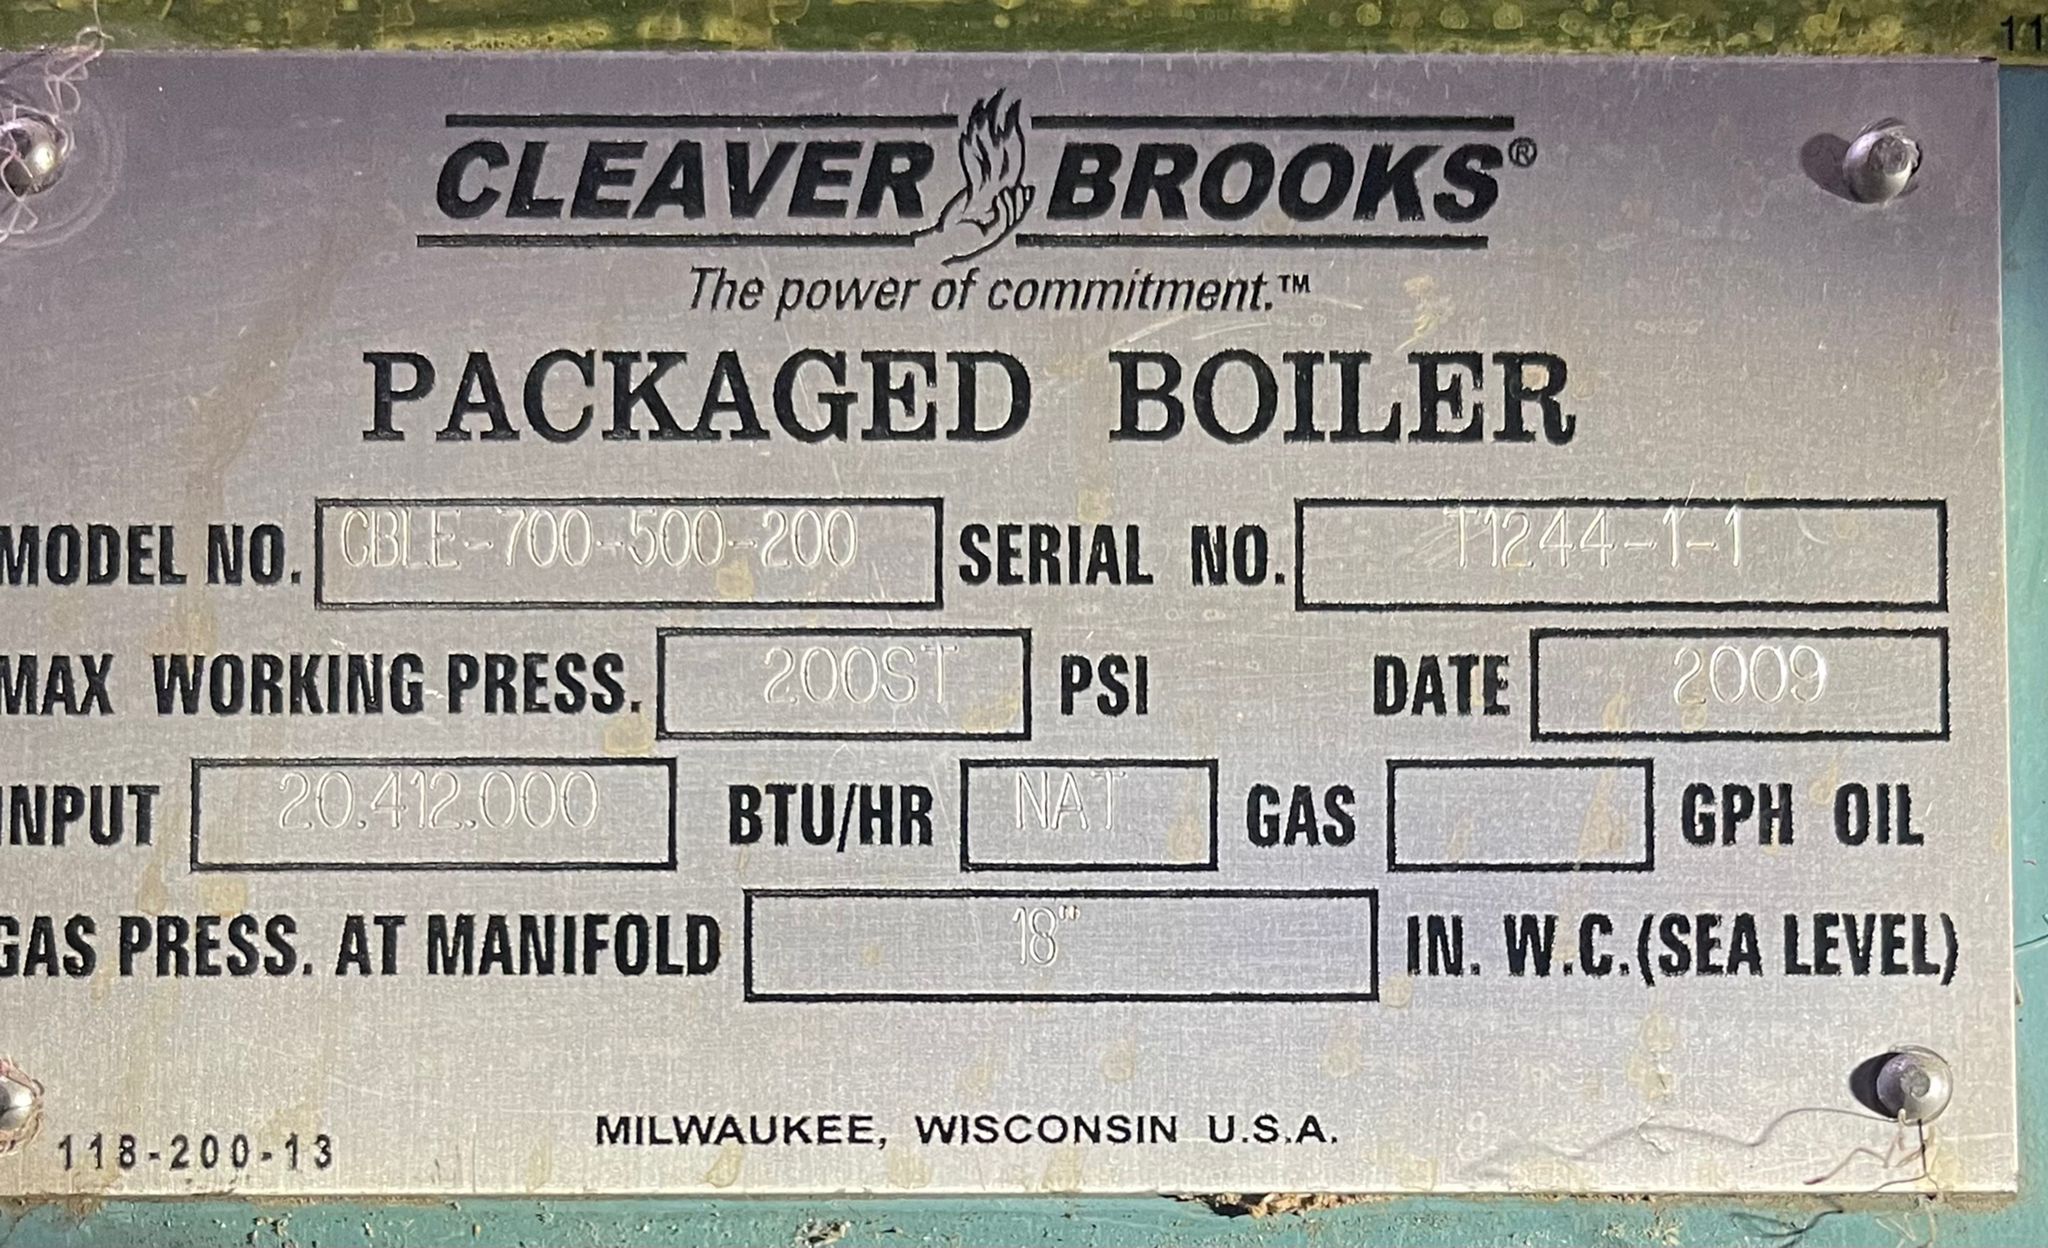 11
CLEAVER BROOKS®
The power of commitment.™
PACKAGED BOILER
MODEL NO. CBLE-700-500-200 SERIAL NO. T1244-1-1
MAX WORKING PRESS. 200ST PSI DATE 2009
INPUT 20.412.000 BTU/HR NAT GAS GPH OIL
GAS PRESS. AT MANIFOLD 18" IN. W.C.(SEA LEVEL)
118-200-13 MILWAUKEE, WISCONSIN U.S.A.